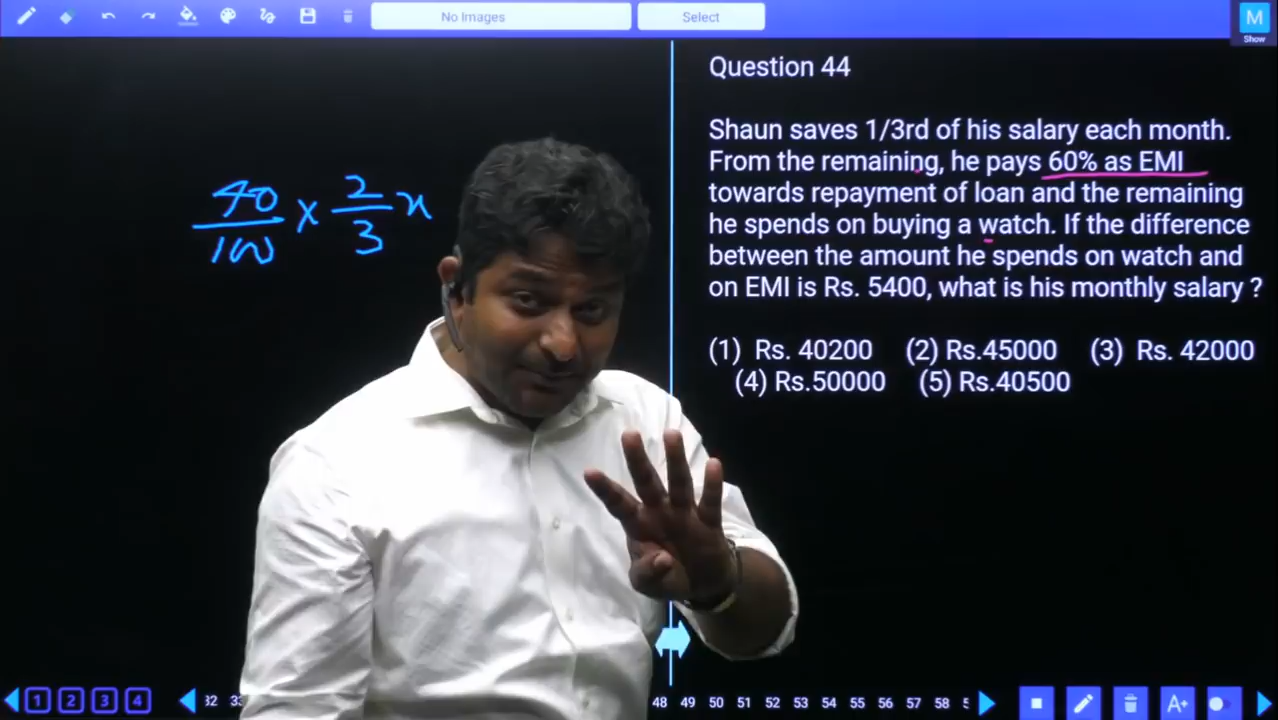 No Images
Select
M
Show
Question 44
Shaun saves 1/3rd of his salary each month.
From the remaining, he pays 60% as EMI
towards repayment of loan and the remaining
he spends on buying a watch. If the difference
between the amount he spends on watch and
on EMI is Rs. 5400, what is his monthly salary ?
(1) Rs. 40200 (2) Rs.45000 (3) Rs. 42000
(4) Rs.50000 (5) Rs.40500
40/100 x 2/3 x
1 2 3 4 32 48 49 50 51 52 53 54 55 56 57 58 A+